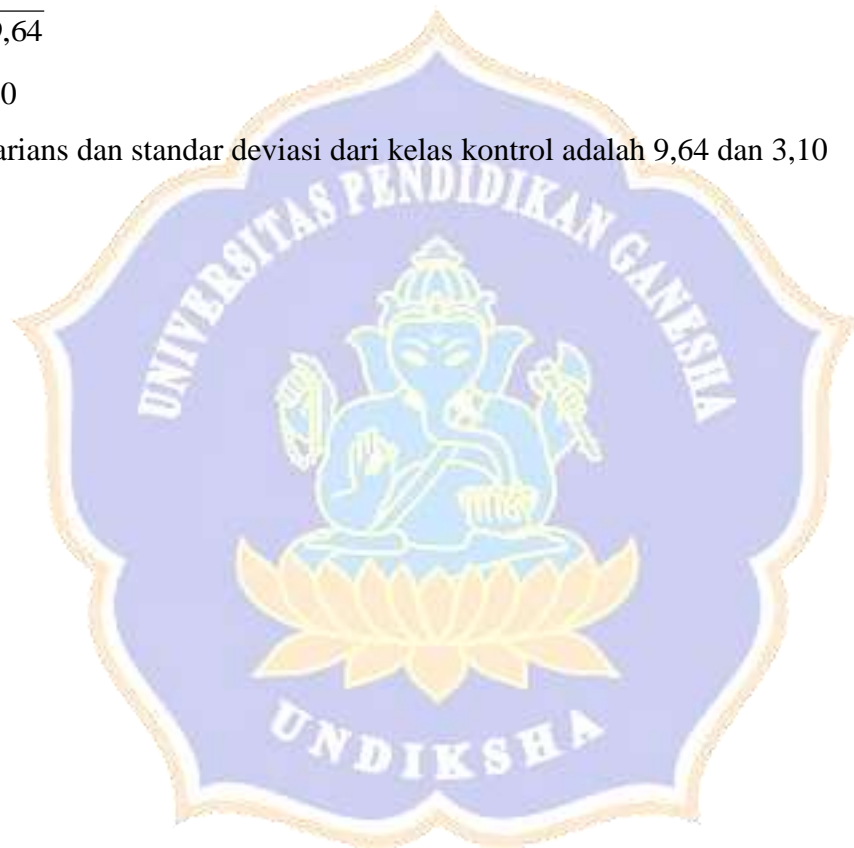 9,64
0
arians dan standar deviasi dari kelas kontrol adalah 9,64 dan 3,10
UNIVERSITAS PENDIDIKAN GANESHA
UNDIKSHA